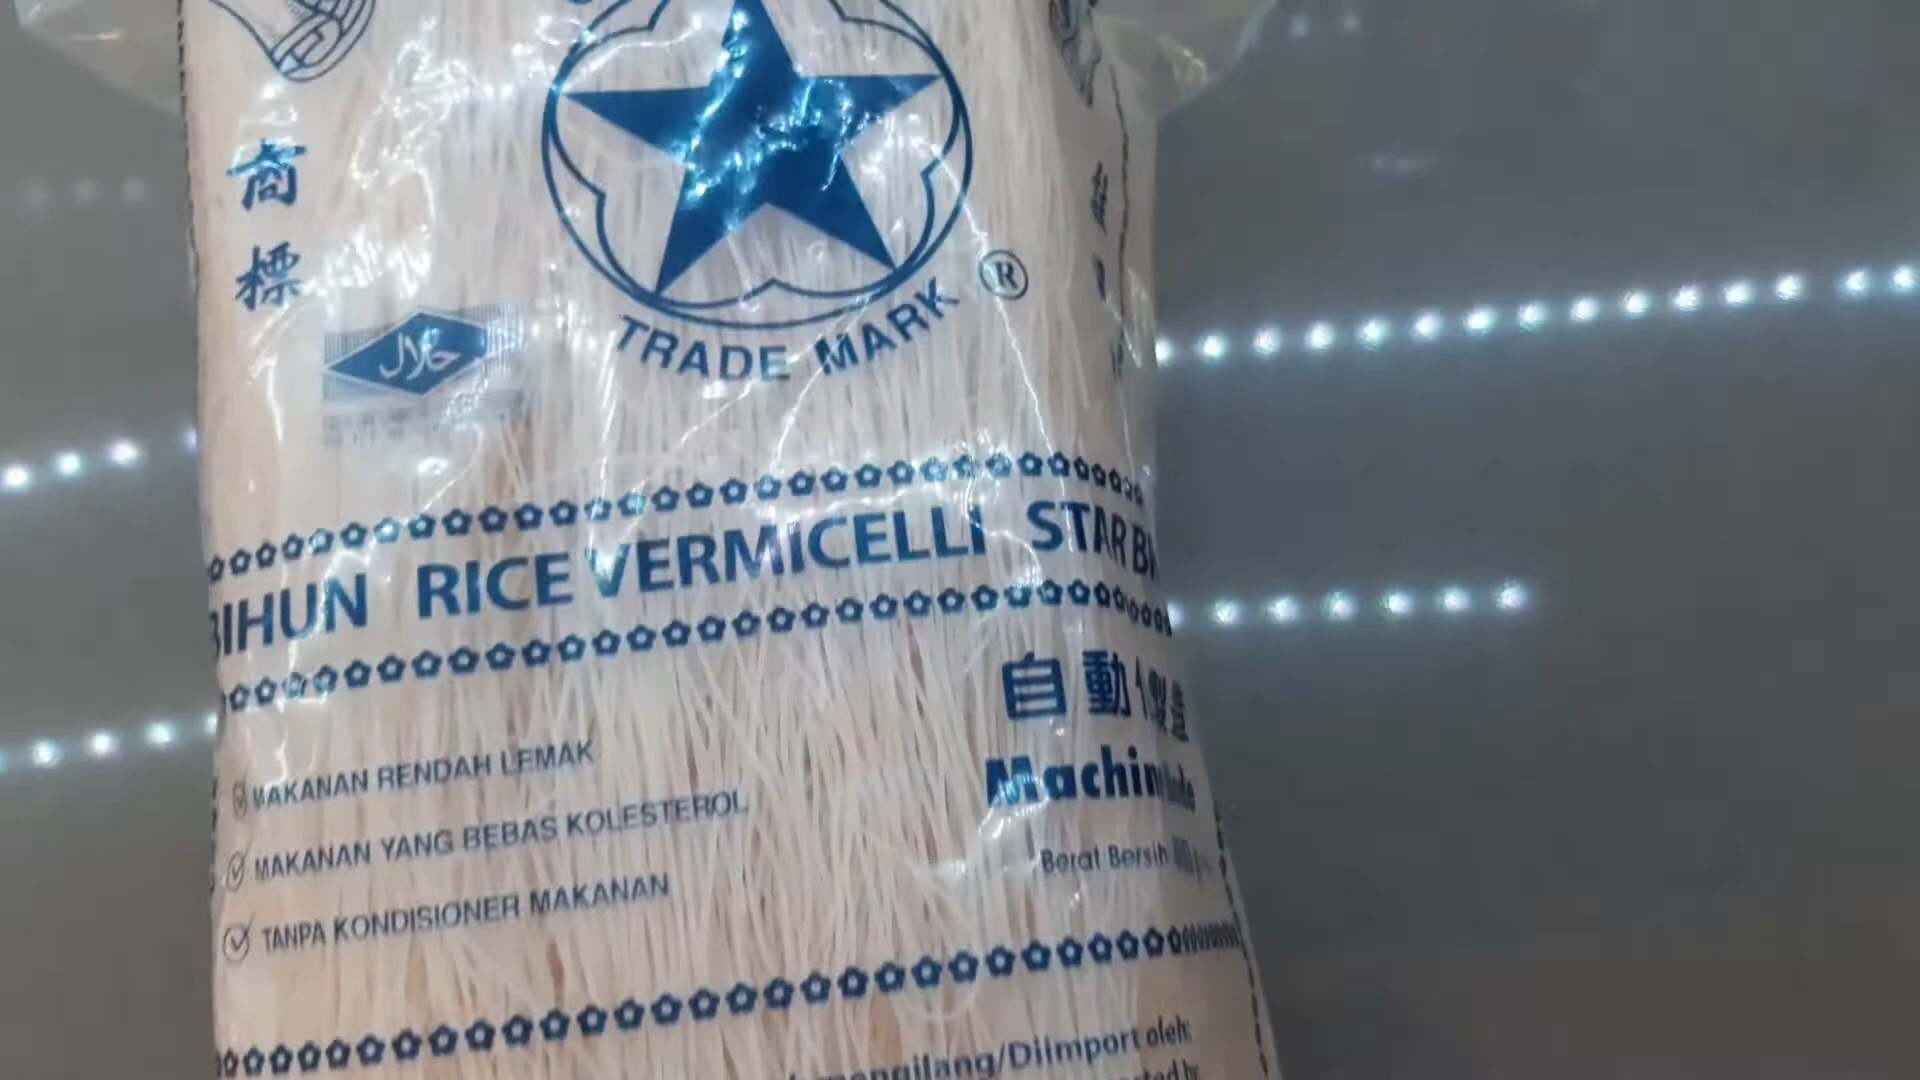 商標
حلال
TRADE MARK ®
BIHUN RICE VERMICELLI STAR
自動
MAKANAN RENDAH LEMAK
MAKANAN YANG BEBAS KOLESTEROL
TANPA KONDISIONER MAKANAN
Berat Bersih
/Diimport oleh: